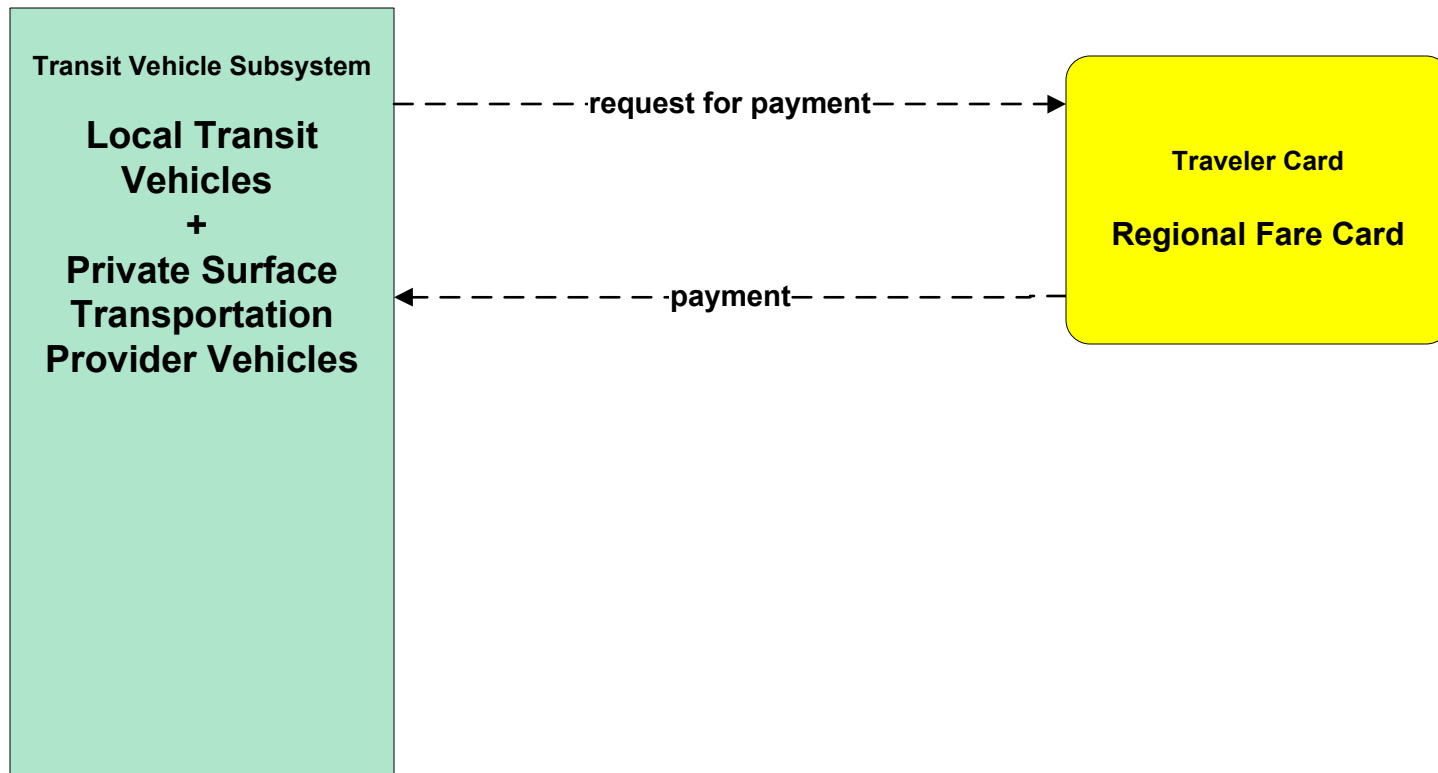 Transit Vehicle Subsystem
Local Transit
Vehicles
+
Private Surface
Transportation
Provider Vehicles
request for payment
payment
Traveler Card
Regional Fare Card